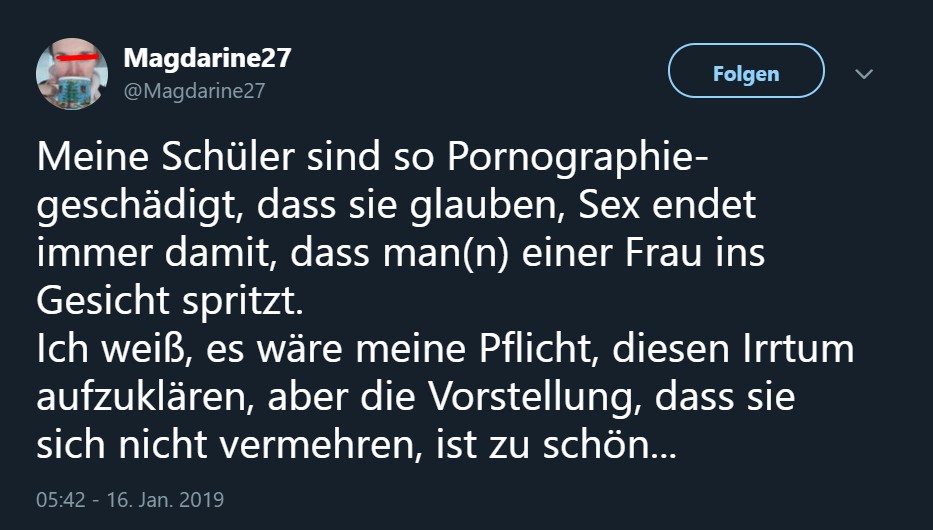 Magdarine27
@Magdarine27
Folgen
Meine Schüler sind so Pornographie-
geschädigt, dass sie glauben, Sex endet
immer damit, dass man(n) einer Frau ins
Gesicht spritzt.
Ich weiß, es wäre meine Pflicht, diesen Irrtum
aufzuklären, aber die Vorstellung, dass sie
sich nicht vermehren, ist zu schön...
05:42 - 16. Jan. 2019